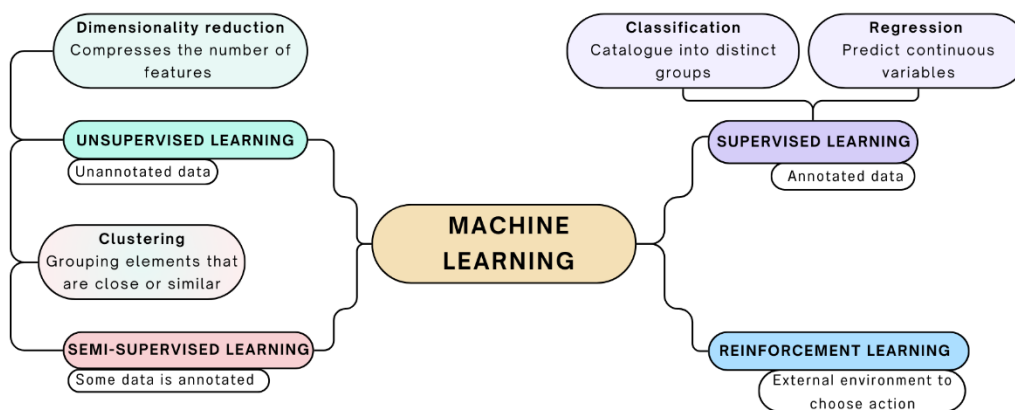 Dimensionality reduction
Compresses the number of
features
UNSUPERVISED LEARNING
Unannotated data
Clustering
Grouping elements that
are close or similar
SEMI-SUPERVISED LEARNING
Some data is annotated
MACHINE
LEARNING
Classification
Catalogue into distinct
groups
Regression
Predict continuous
variables
SUPERVISED LEARNING
Annotated data
REINFORCEMENT LEARNING
External environment to
choose action